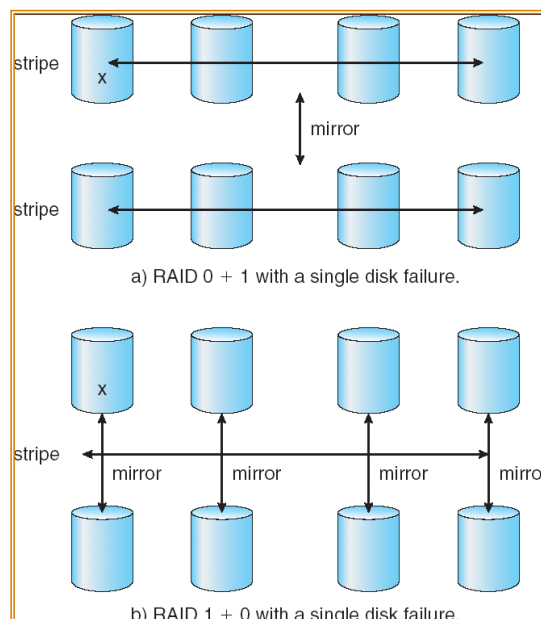 stripe
x
mirror
stripe
a) RAID 0 + 1 with a single disk failure.
x
stripe
mirror
mirror
mirror
mirro
b) RAID 1 + 0 with a single disk failure.